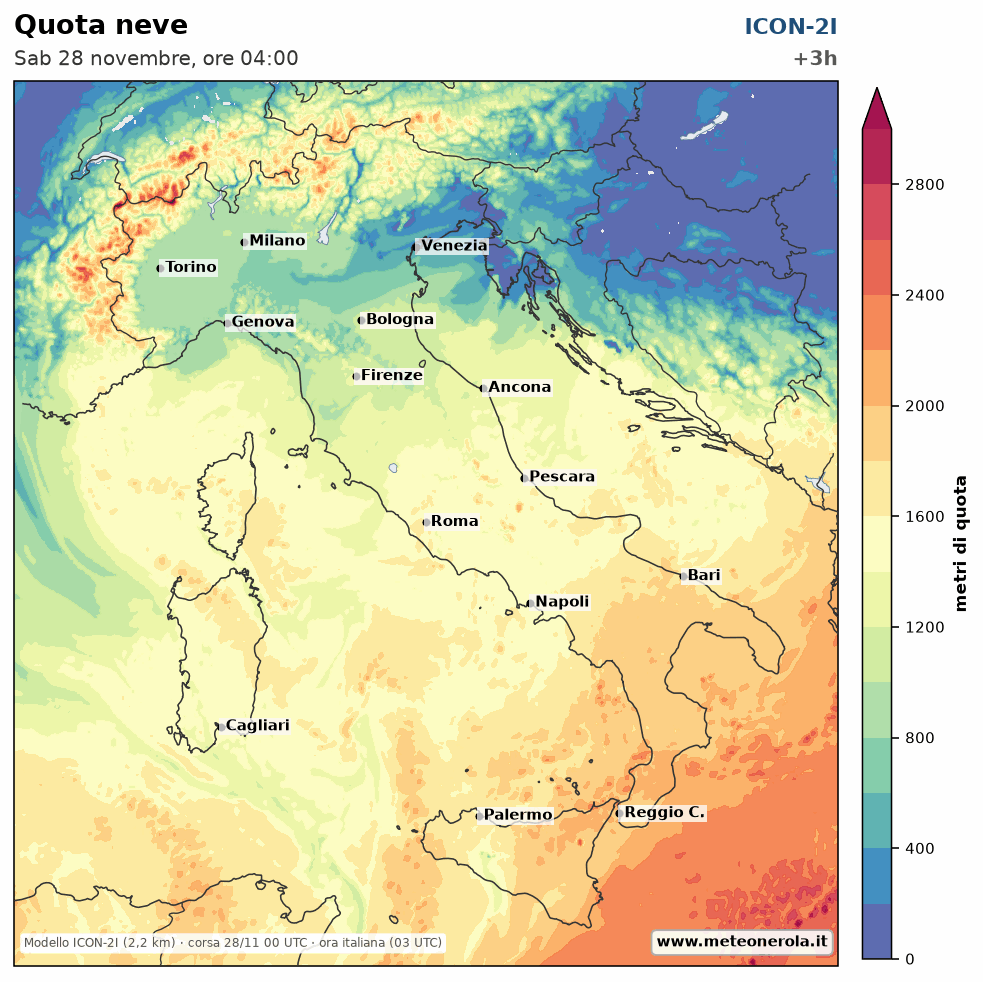 Quota neve
ICON-2I
Sab 28 novembre, ore 04:00
+3h
Milano
Venezia
Torino
Genova
Bologna
Firenze
Ancona
Pescara
Roma
Bari
Napoli
Cagliari
Palermo
Reggio C.
2800
2400
2000
1600
1200
800
400
0
metri di quota
Modello ICON-2I (2,2 km) · corsa 28/11 00 UTC · ora italiana (03 UTC)
www.meteonerola.it